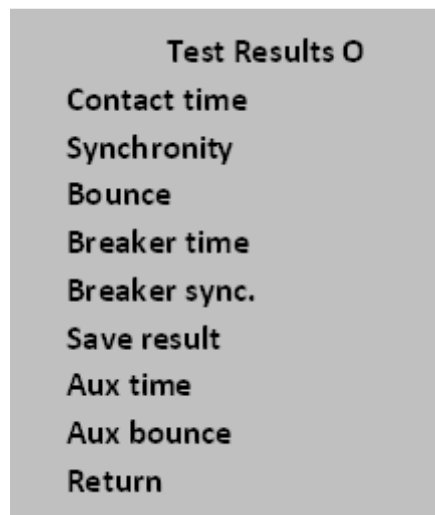 Test Results O
Contact time
Synchronity
Bounce
Breaker time
Breaker sync.
Save result
Aux time
Aux bounce
Return